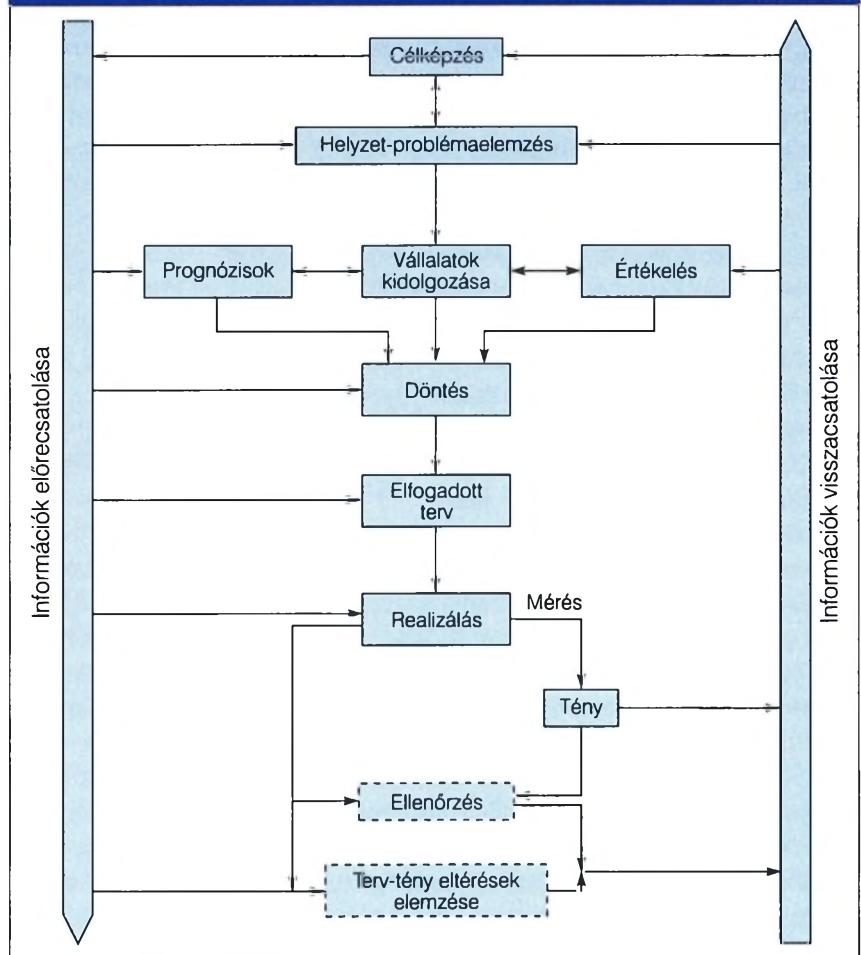 Célképzés
Helyzet-problémaelemzés
Prognózisok
Vállalatok
kidolgozása
Értékelés
Információk előrecsatolása
Információk visszacsatolása
Döntés
Elfogadott
terv
Realizálás
Mérés
Tény
Ellenőrzés
Terv-tény eltérések
elemzése